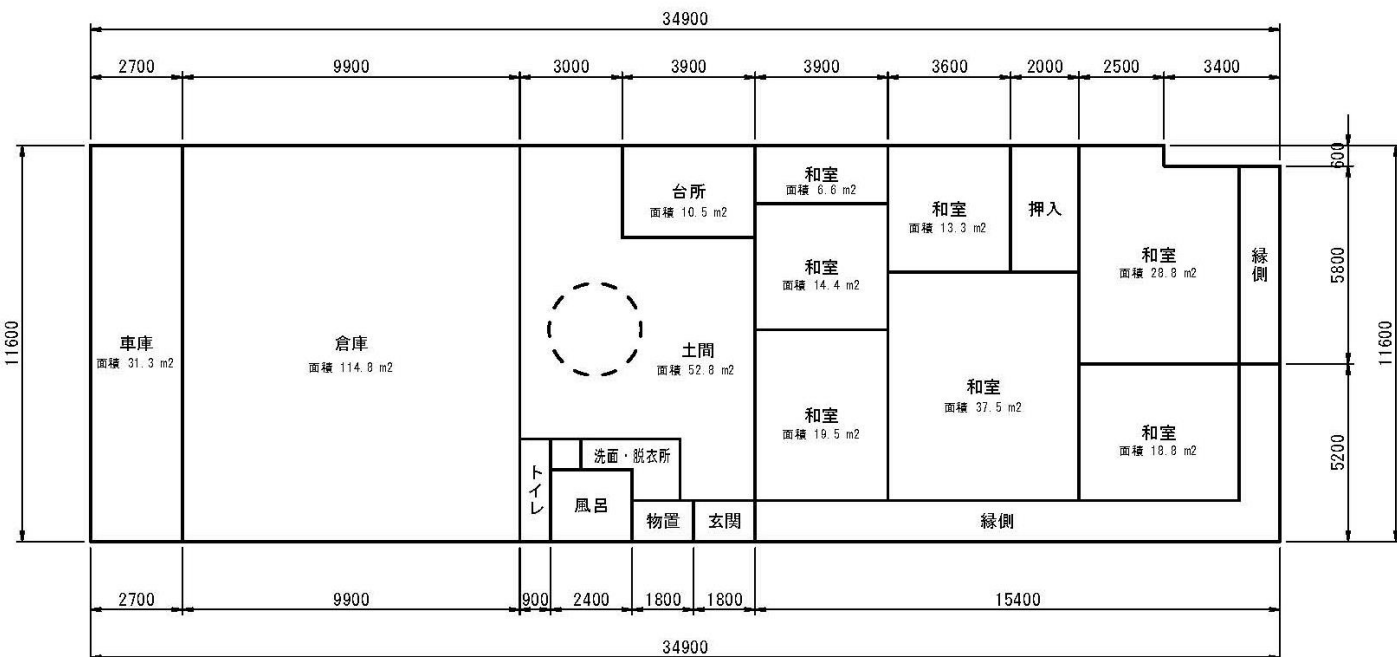 34900
2700
9900
3000
3900
3900
3600
2000
2500
3400
600
5800
5200
11600
11600
車庫
面積 31.3 m2
倉庫
面積 114.8 m2
台所
面積 10.5 m2
土間
面積 52.8 m2
トイレ
洗面・脱衣所
風呂
物置
玄関
和室
面積 6.6 m2
和室
面積 14.4 m2
和室
面積 19.5 m2
和室
面積 13.3 m2
押入
和室
面積 37.5 m2
和室
面積 28.8 m2
縁側
和室
面積 18.8 m2
縁側
2700
9900
900
2400
1800
1800
15400
34900